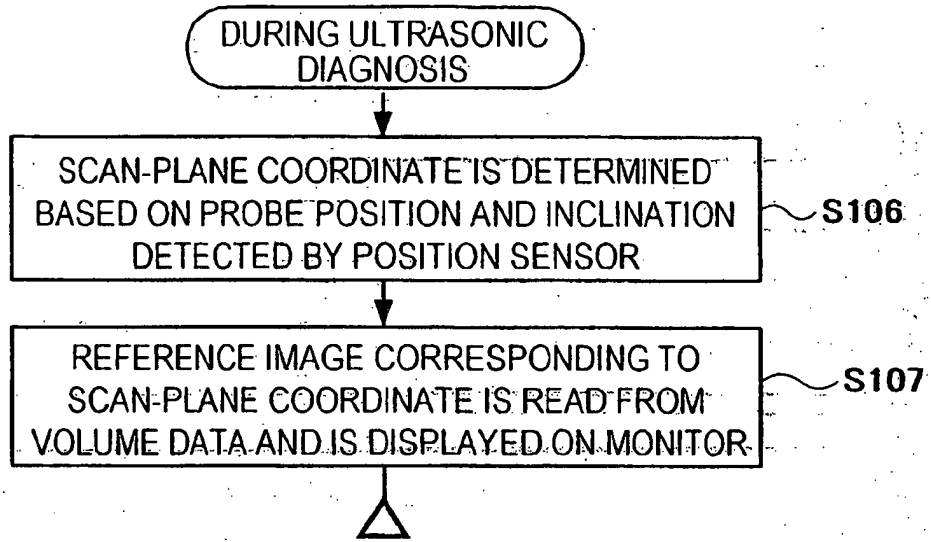 DURING ULTRASONIC
DIAGNOSIS
SCAN-PLANE COORDINATE IS DETERMINED
BASED ON PROBE POSITION AND INCLINATION
DETECTED BY POSITION SENSOR
S106
REFERENCE IMAGE CORRESPONDING TO
SCAN-PLANE COORDINATE IS READ FROM
VOLUME DATA AND IS DISPLAYED ON MONITOR
S107